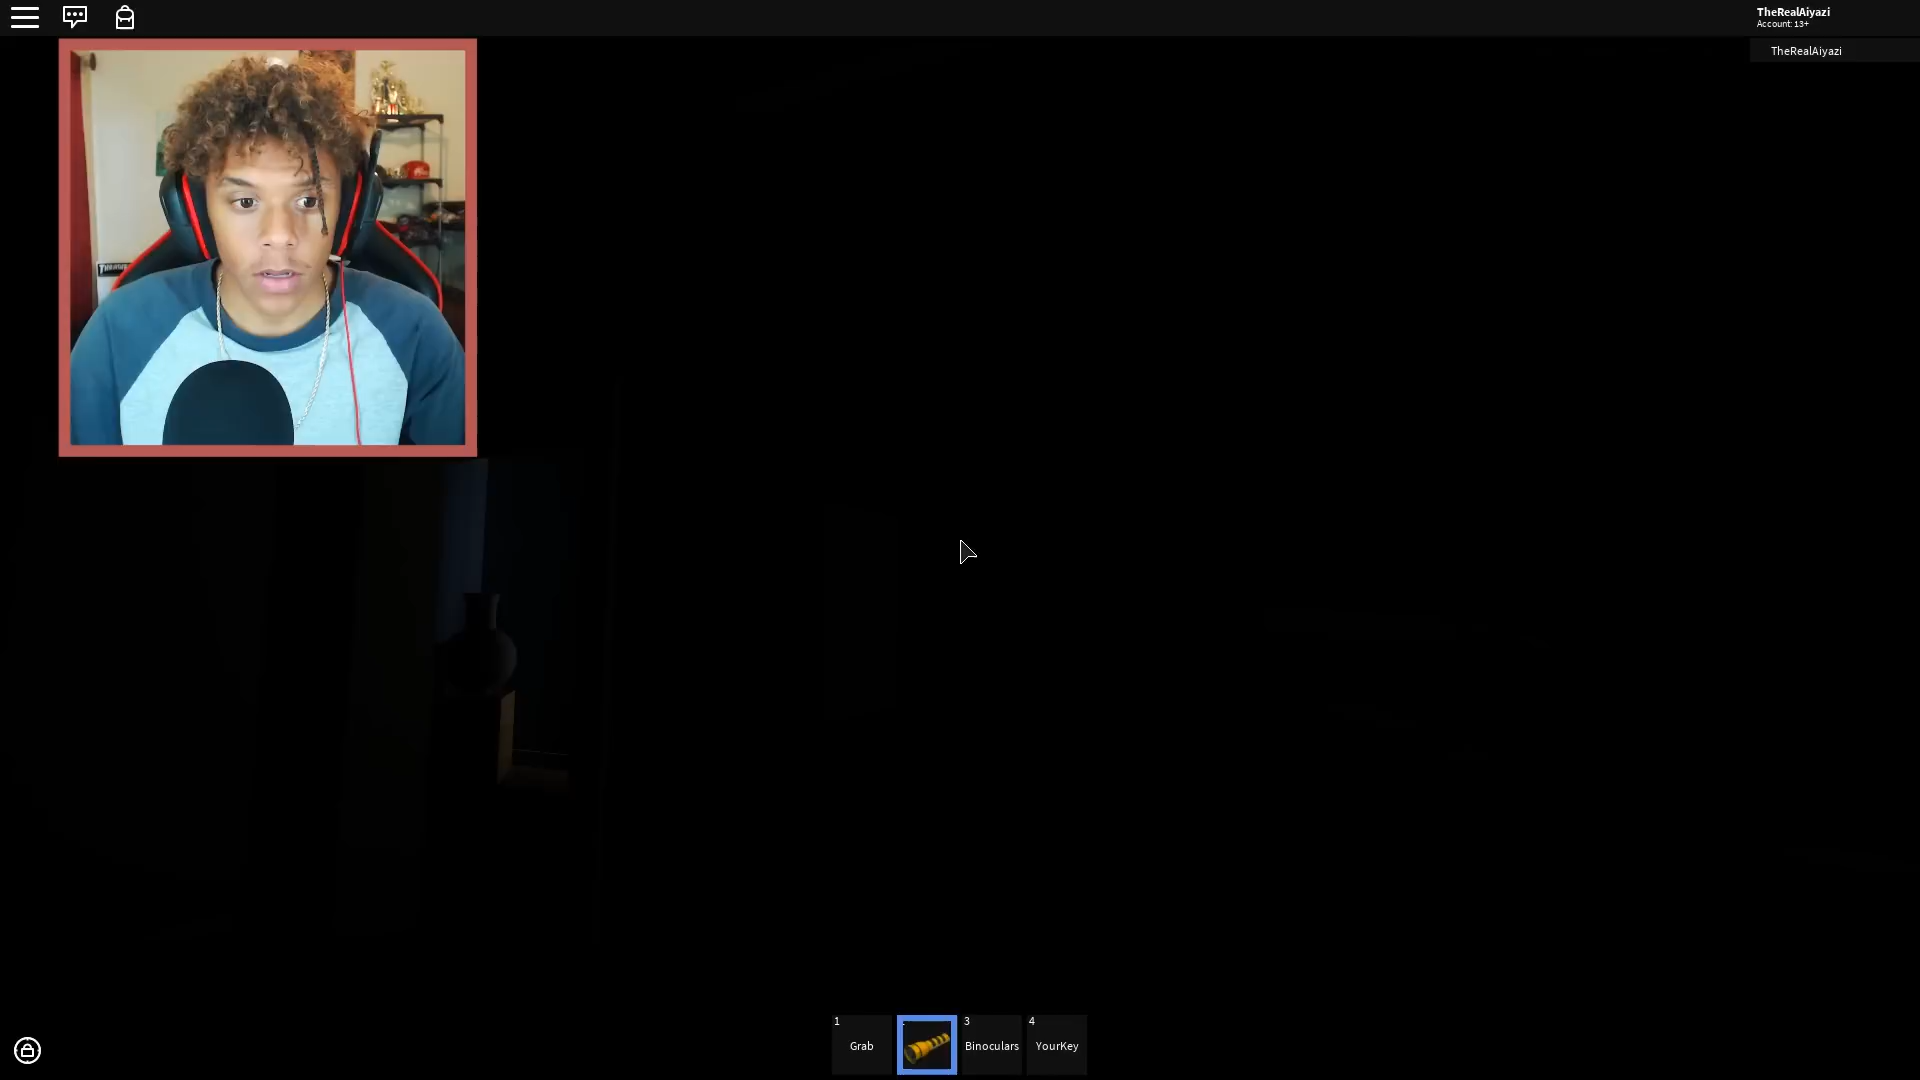 TheRealAiyazi
Account: 13+
TheRealAiyazi
1
3
4
Grab
Binoculars
YourKey